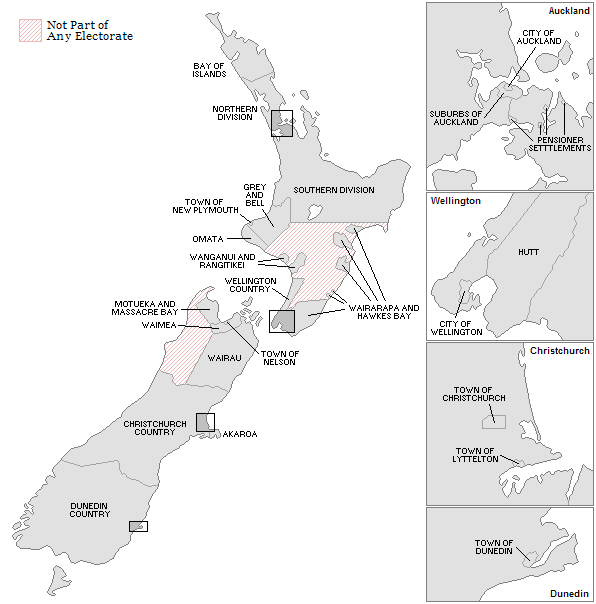 Not Part of
Any Electorate
BAY OF
ISLANDS
NORTHERN
DIVISION
SOUTHERN DIVISION
GREY
AND
BELL
TOWN OF
NEW PLYMOUTH
OMATA
WANGANUI AND
RANGITIKEI
WELLINGTON
COUNTRY
WAIRARAPA AND
HAWKES BAY
MOTUEKA AND
MASSACRE BAY
WAIMEA
TOWN OF
NELSON
WAIRAU
CHRISTCHURCH
COUNTRY
AKAROA
DUNEDIN
COUNTRY
Auckland
CITY OF
AUCKLAND
SUBURBS OF
AUCKLAND
PENSIONER
SETTTLEMENTS
Wellington
HUTT
CITY OF
WELLINGTON
Christchurch
TOWN OF
CHRISTCHURCH
TOWN OF
LYTTELTON
TOWN OF
DUNEDIN
Dunedin